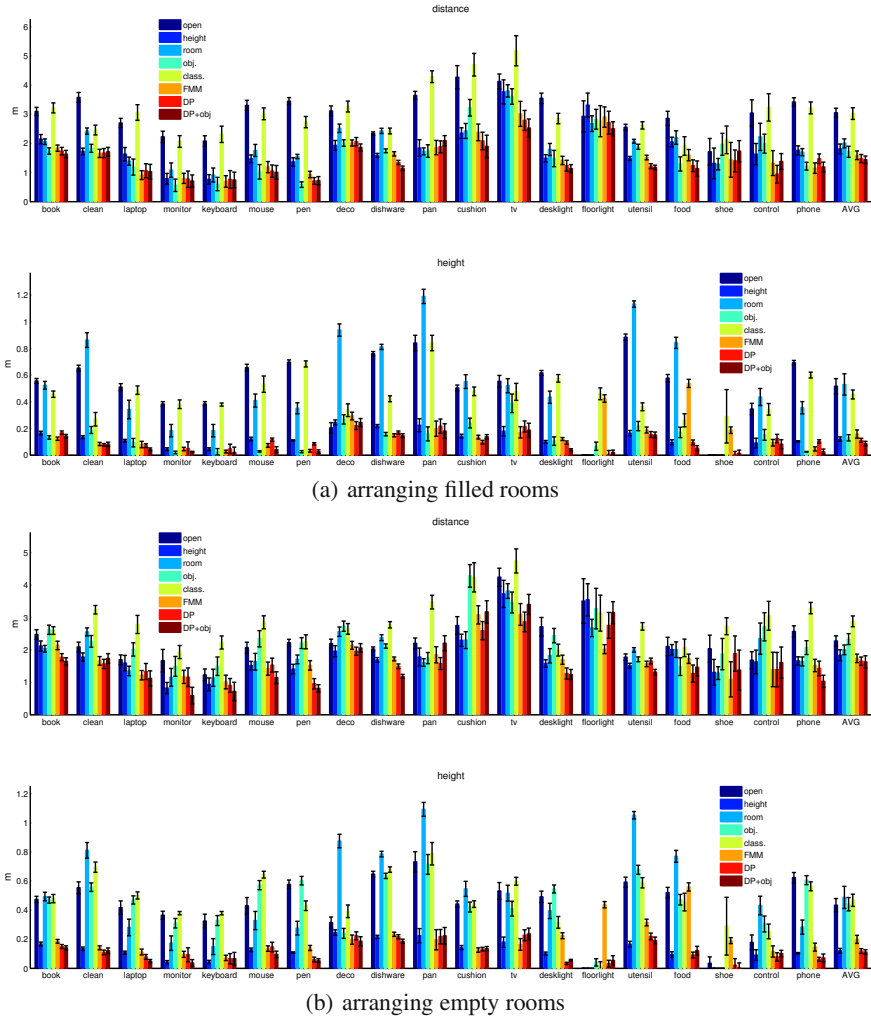 distance
6
5
4
3
2
1
0
m
open
height
room
obj.
class.
FMM
DP
DP+obj
book clean laptop monitor keyboard mouse pen deco dishware pan cushion tv desklight floorlight utensil food shoe control phone AVG
height
1.2
1
0.8
0.6
0.4
0.2
0
m
open
height
room
obj.
class.
FMM
DP
DP+obj
book clean laptop monitor keyboard mouse pen deco dishware pan cushion tv desklight floorlight utensil food shoe control phone AVG
(a) arranging filled rooms
distance
5
4
3
2
1
0
m
open
height
room
obj.
class.
FMM
DP
DP+obj
book clean laptop monitor keyboard mouse pen deco dishware pan cushion tv desklight floorlight utensil food shoe control phone AVG
height
1.2
1
0.8
0.6
0.4
0.2
0
m
open
height
room
obj.
class.
FMM
DP
DP+obj
book clean laptop monitor keyboard mouse pen deco dishware pan cushion tv desklight floorlight utensil food shoe control phone AVG
(b) arranging empty rooms